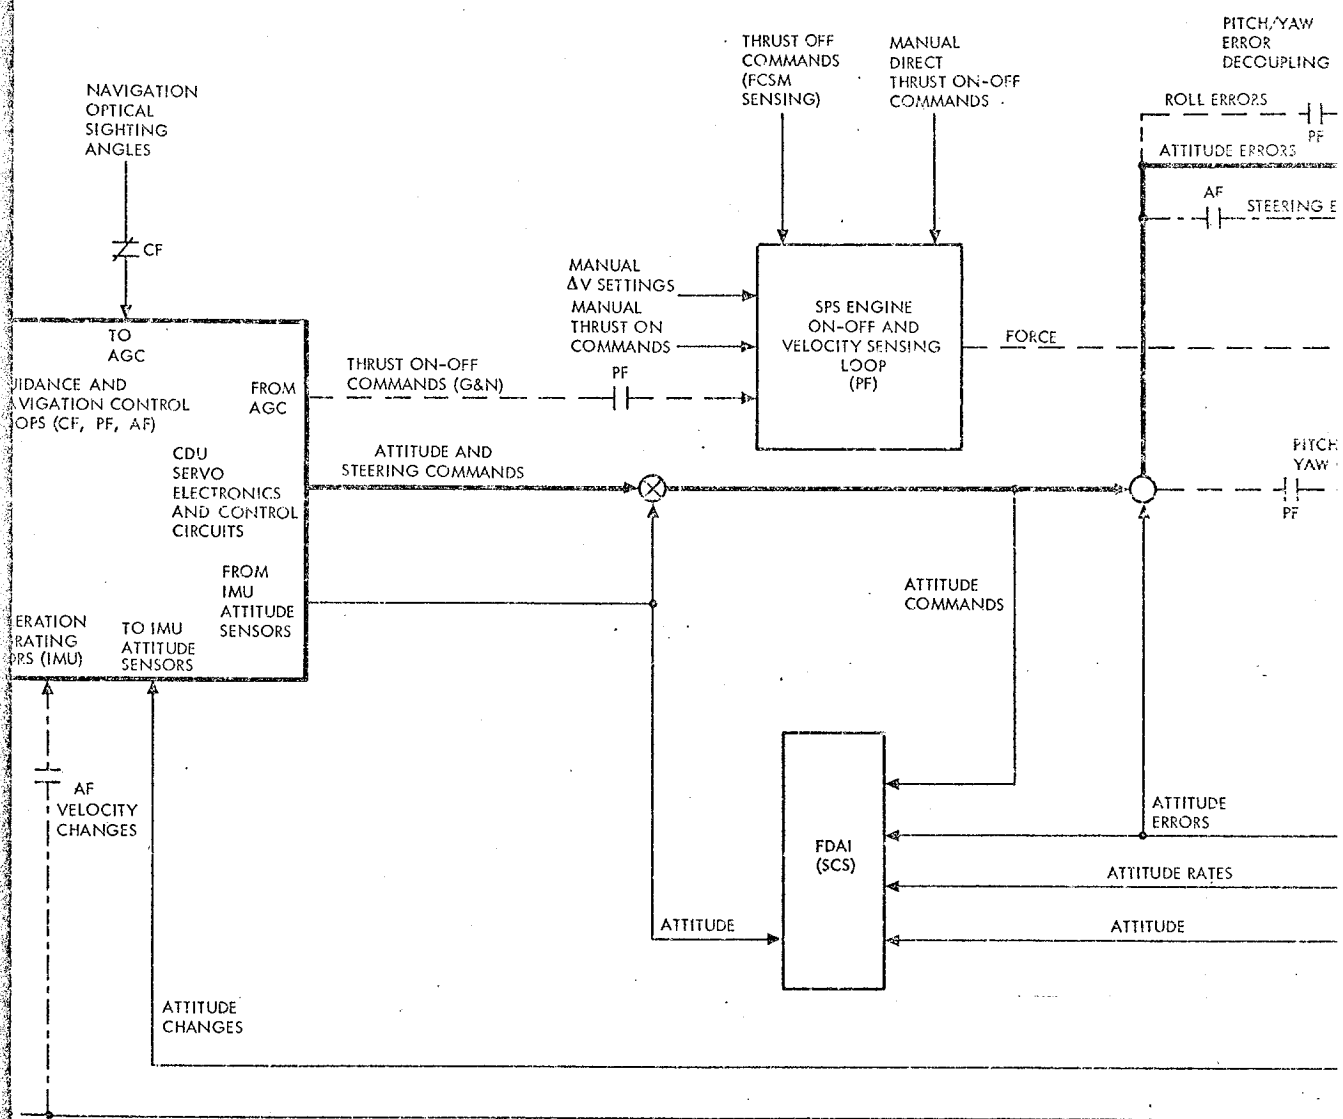 PITCH/YAW
ERROR
DECOUPLING
THRUST OFF
COMMANDS
(FCSM
SENSING)
MANUAL
DIRECT
THRUST ON-OFF
COMMANDS
NAVIGATION
OPTICAL
SIGHTING
ANGLES
ROLL ERRORS
PF
ATTITUDE ERRORS
AF
STEERING E
CF
MANUAL
ΔV SETTINGS
MANUAL
THRUST ON
COMMANDS
SPS ENGINE
ON-OFF AND
VELOCITY SENSING
LOOP
(PF)
FORCE
TO
AGC
THRUST ON-OFF
COMMANDS (G&N)
PF
UIDANCE AND
AVIGATION CONTROL
OOPS (CF, PF, AF)
FROM
AGC
CDU
SERVO
ELECTRONICS
AND CONTROL
CIRCUITS
ATTITUDE AND
STEERING COMMANDS
PITCH
YAW
PF
FROM
IMU
ATTITUDE
SENSORS
ATTITUDE
COMMANDS
ERATION
RATING
ORS (IMU)
TO IMU
ATTITUDE
SENSORS
AF
VELOCITY
CHANGES
ATTITUDE
ERRORS
FDAI
(SCS)
ATTITUDE RATES
ATTITUDE
ATTITUDE
ATTITUDE
CHANGES